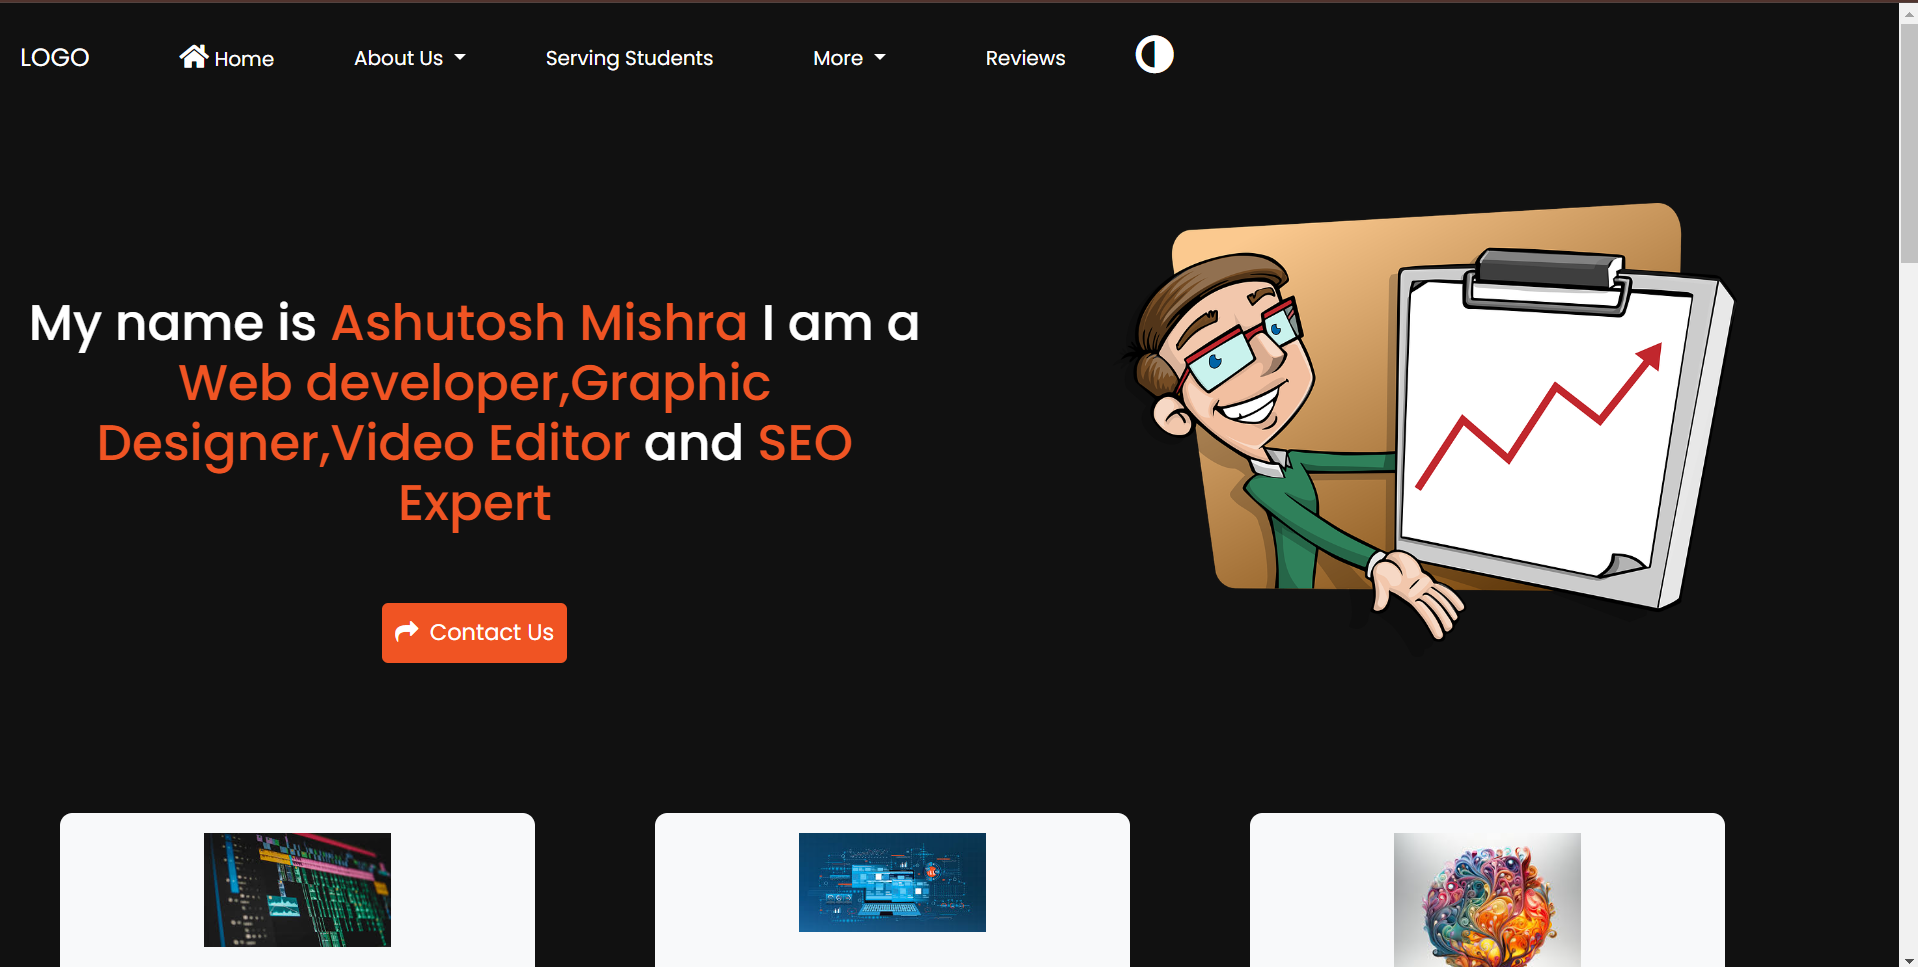 LOGO
Home
About Us
Serving Students
More
Reviews
My name is Ashutosh Mishra I am a
Web developer,Graphic
Designer,Video Editor and SEO
Expert
Contact Us